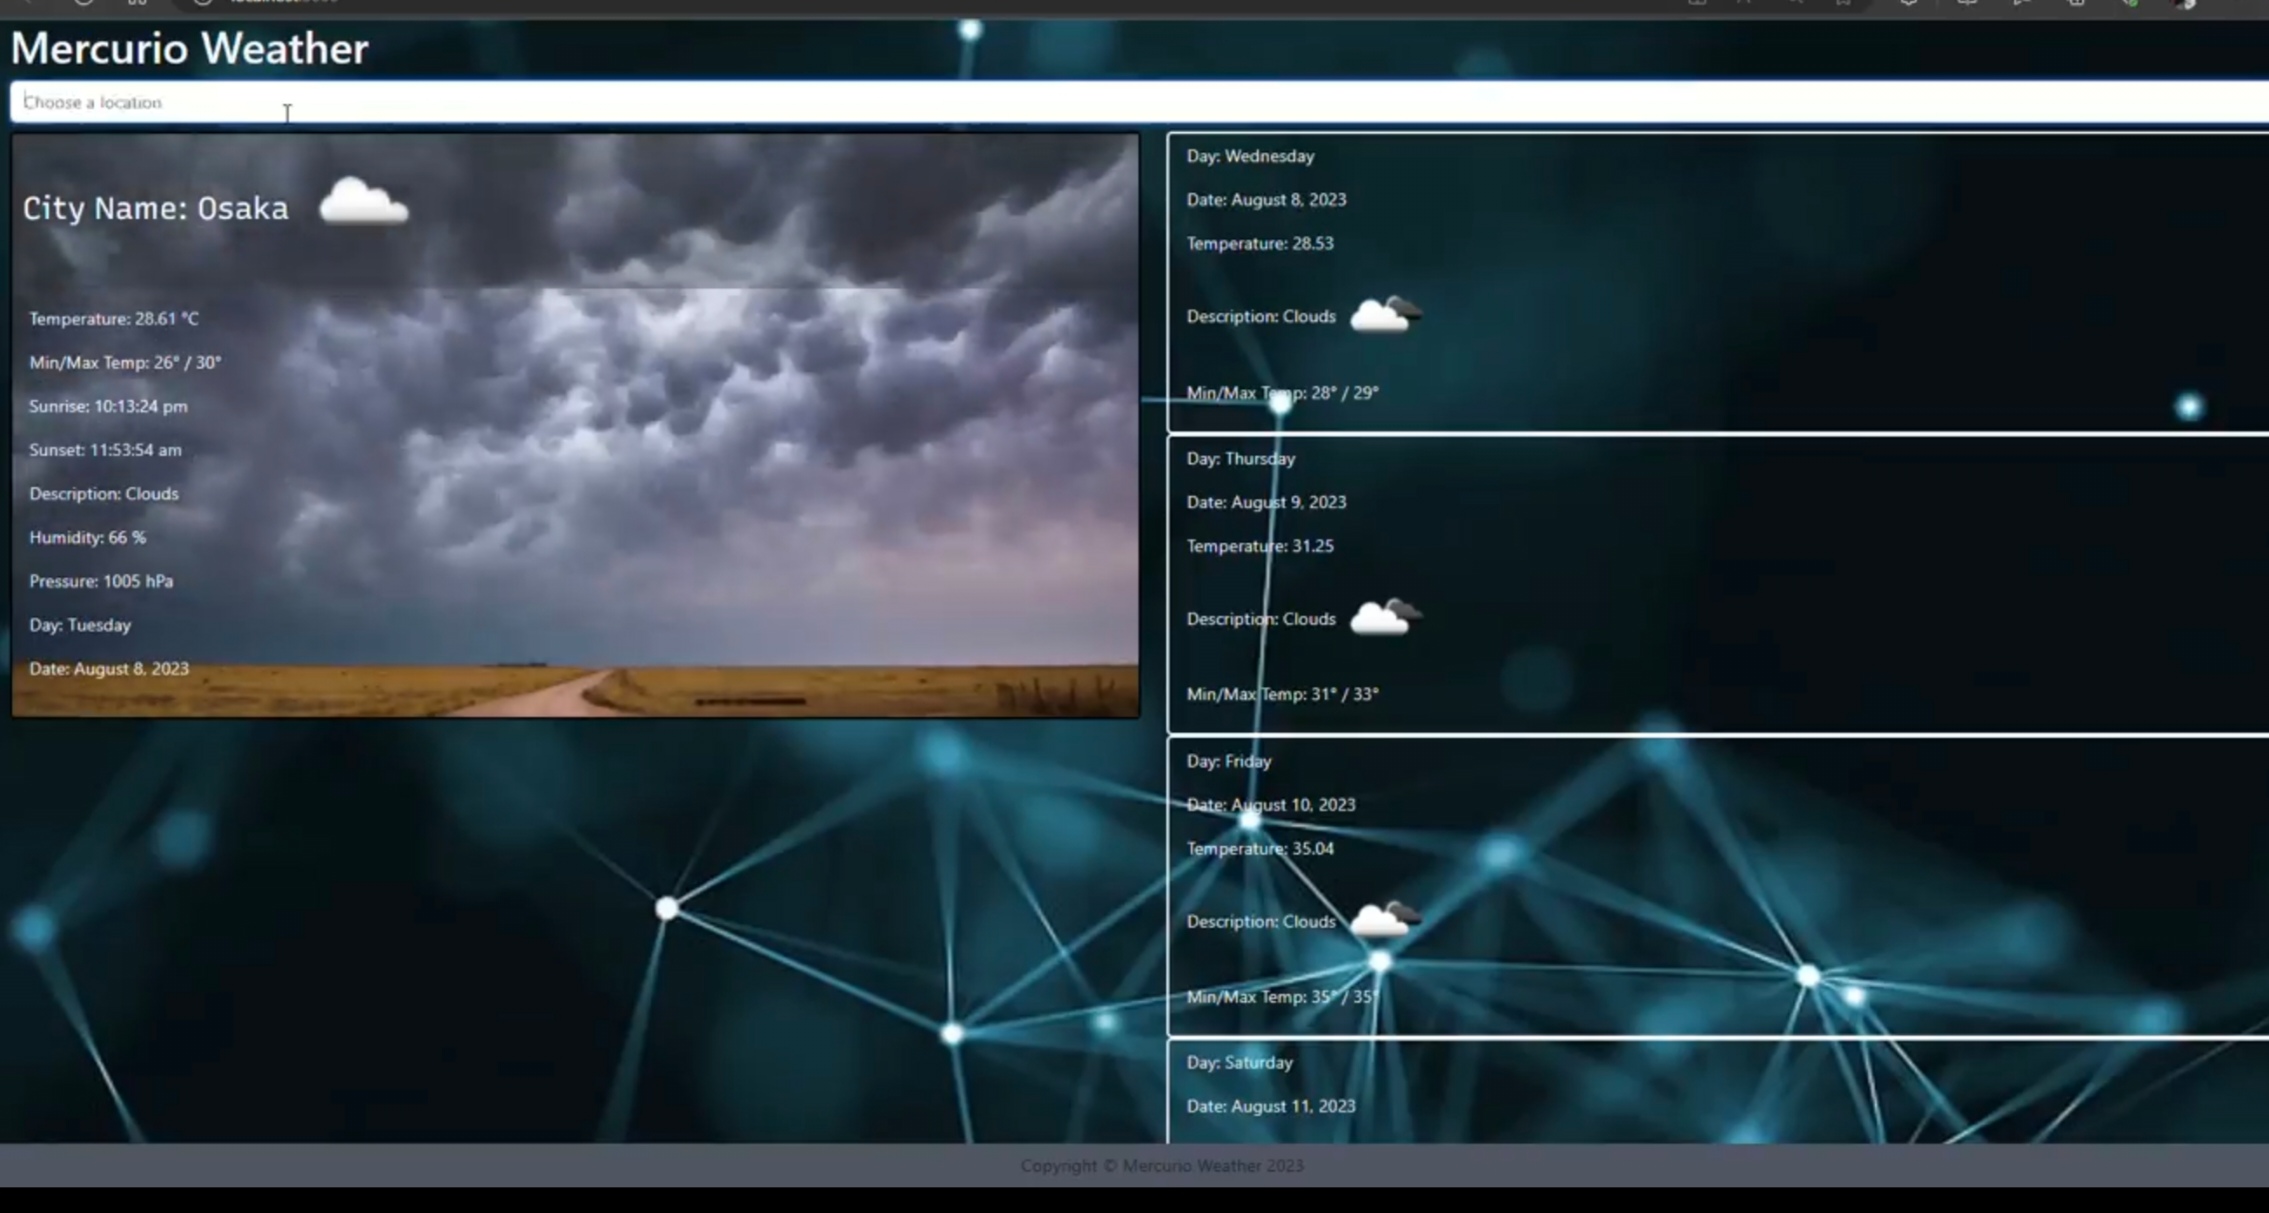 Mercurio Weather
Choose a location
City Name: Osaka
Temperature: 28.61 °C
Min/Max Temp: 26° / 30°
Sunrise: 10:13:24 pm
Sunset: 11:53:54 am
Description: Clouds
Humidity: 66 %
Pressure: 1005 hPa
Day: Tuesday
Date: August 8, 2023
Day: Wednesday
Date: August 8, 2023
Temperature: 28.53
Description: Clouds
Min/Max Temp: 28° / 29°
Day: Thursday
Date: August 9, 2023
Temperature: 31.25
Description: Clouds
Min/Max Temp: 31° / 33°
Day: Friday
Date: August 10, 2023
Temperature: 35.04
Description: Clouds
Min/Max Temp: 35° / 35°
Day: Saturday
Date: August 11, 2023
Copyright © Mercurio Weather 2023